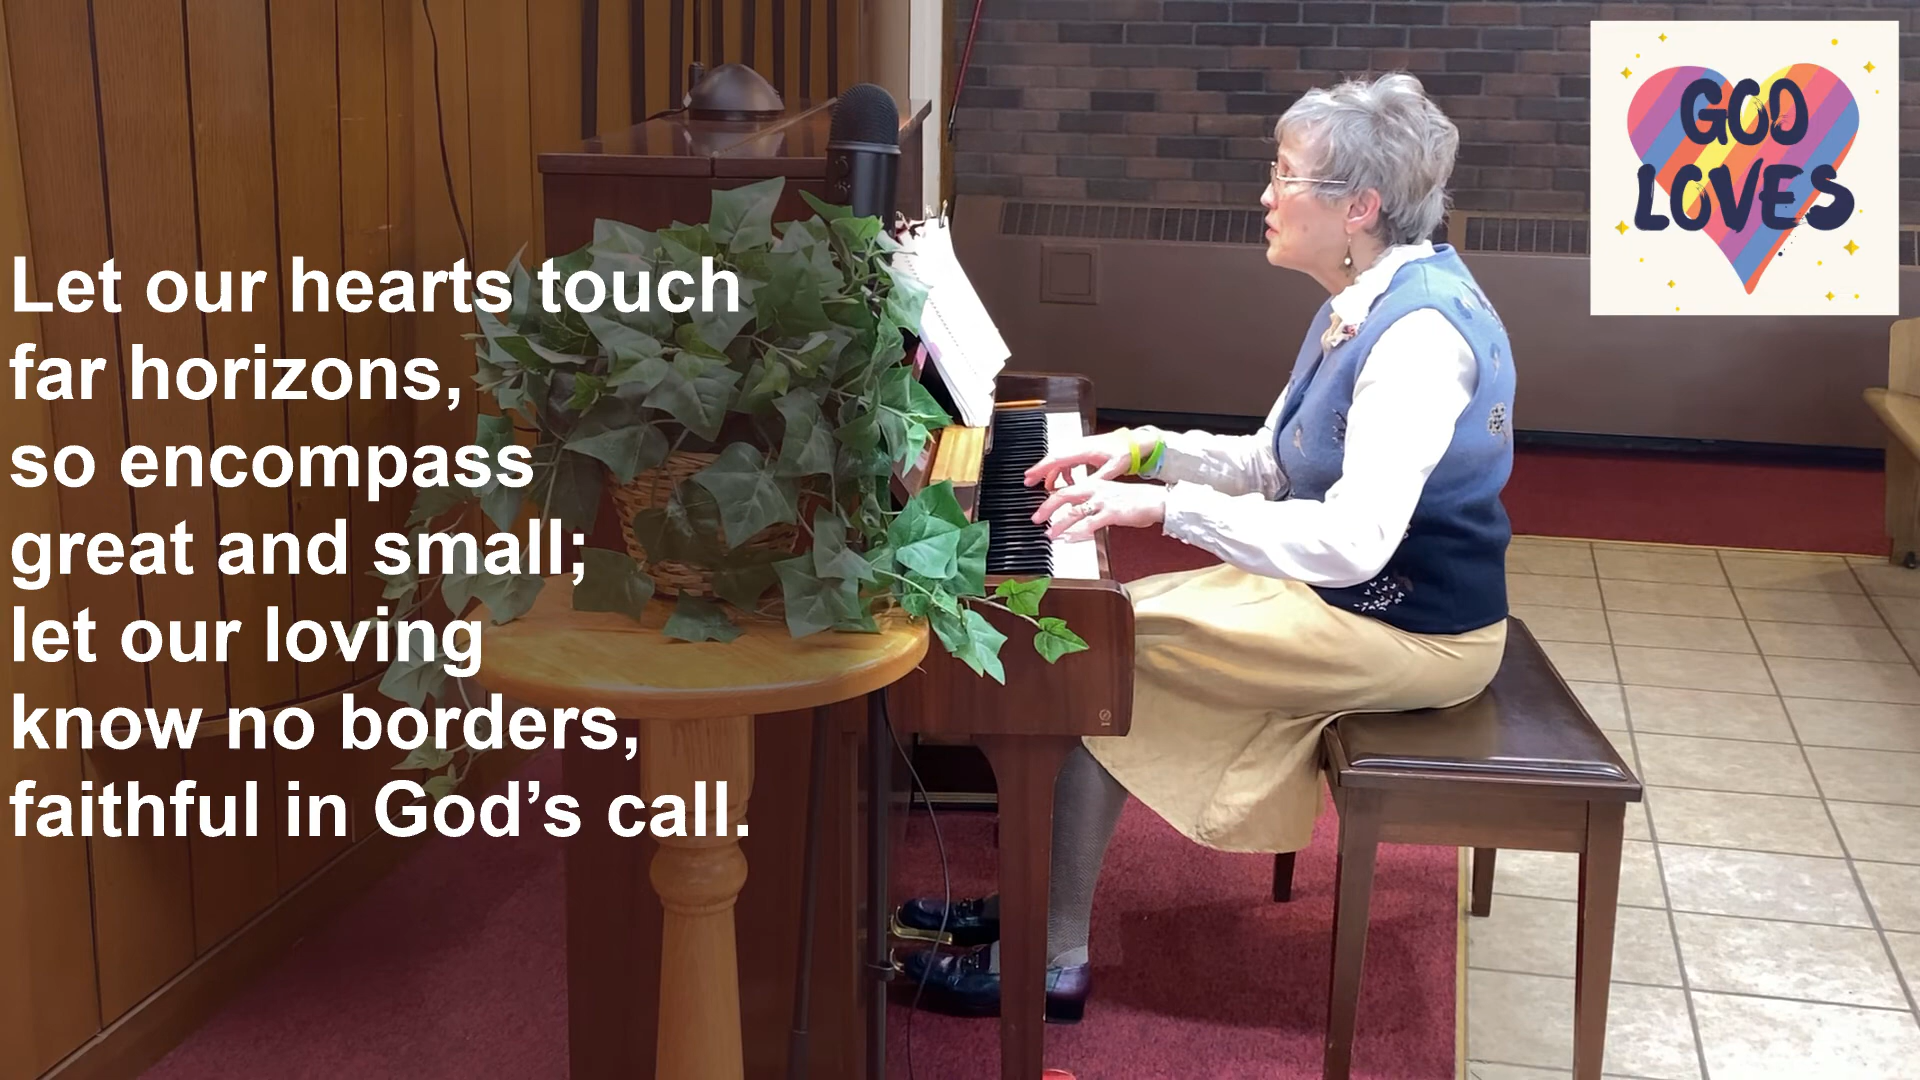 Let our hearts touch
far horizons,
so encompass
great and small;
let our loving
know no borders,
faithful in God’s call.
GOD
LOVES